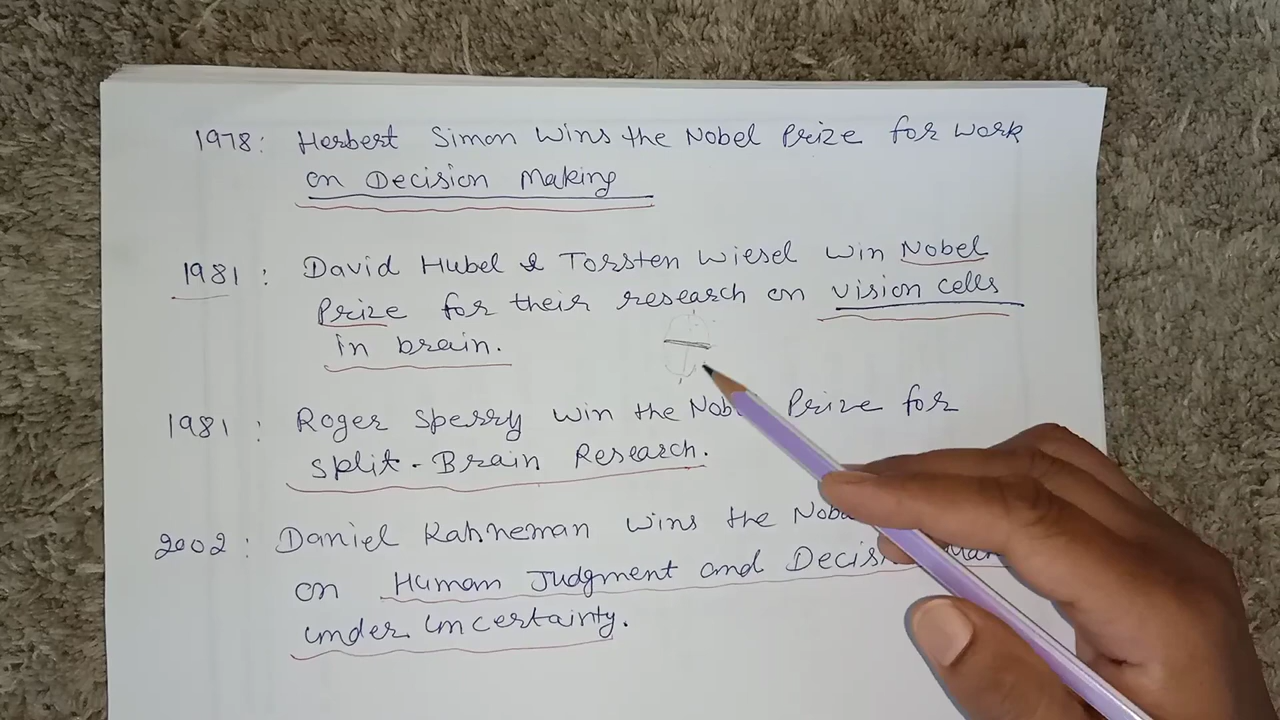 1978: Herbert Simon wins the Nobel Prize for work
on Decision Making
1981: David Hubel & Torsten Wiesel win Nobel
Prize for their research on vision cells
in brain.
1981: Roger Sperry win the Nob Prize for
Split-Brain Research.
2002: Daniel Kahneman wins the Nob
on Human Judgment and Decis
under uncertainty.